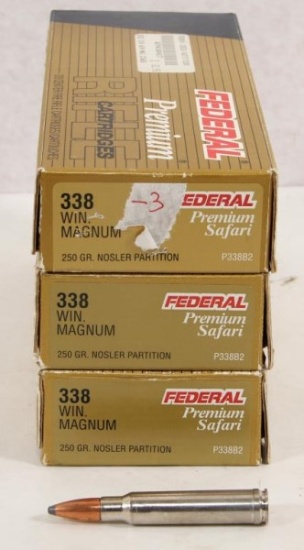 FEDERAL
Premium
RIFLE
CARTRIDGES
338
WIN.
MAGNUM
-3
FEDERAL
Premium
Safari
250 GR. NOSLER PARTITION
P338B2
338
WIN.
MAGNUM
FEDERAL
Premium
Safari
250 GR. NOSLER PARTITION
P338B2
338
WIN.
MAGNUM
FEDERAL
Premium
Safari
250 GR. NOSLER PARTITION
P338B2